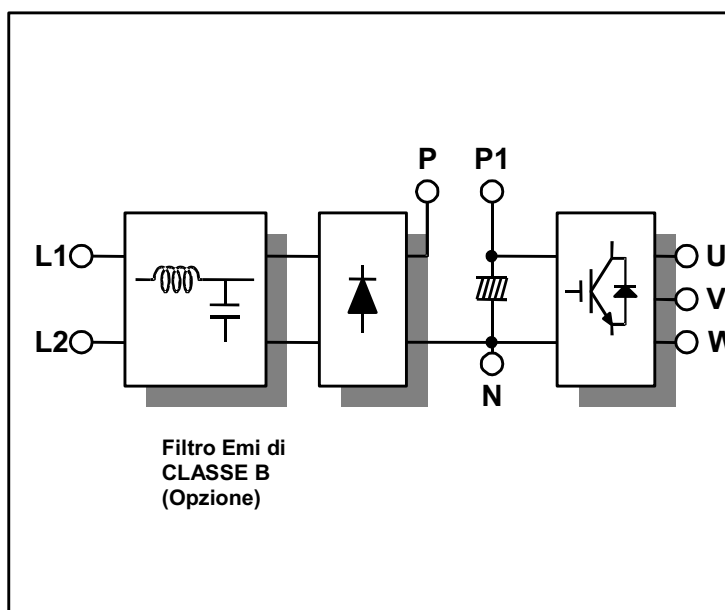 P P1
L1 U
V
L2 W
N
Filtro Emi di
CLASSE B
(Opzione)